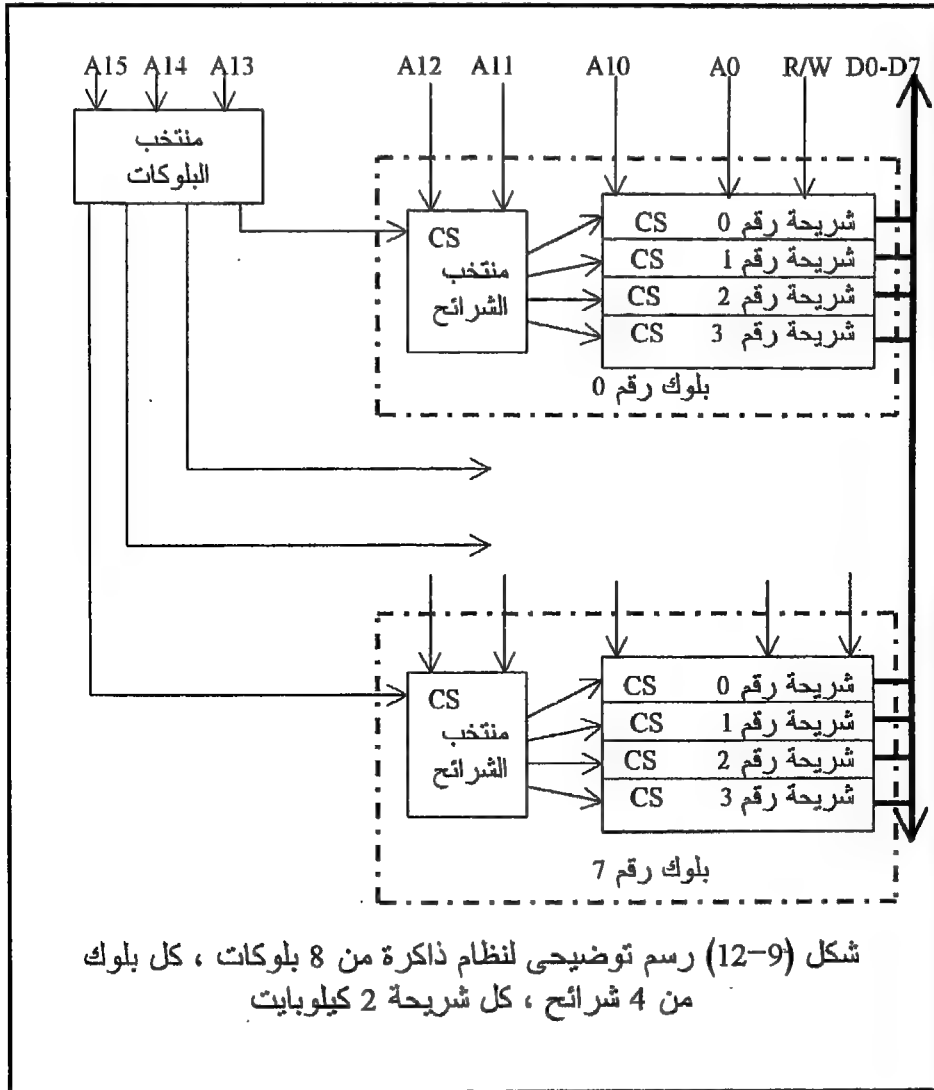 A15 A14 A13 A12 A11 A10 A0 R/W D0-D7
منتخب
البلوكات
CS
منتخب
الشرائح
شريحة رقم 0 CS
شريحة رقم 1 CS
شريحة رقم 2 CS
شريحة رقم 3 CS
بلوك رقم 0
CS
منتخب
الشرائح
شريحة رقم 0 CS
شريحة رقم 1 CS
شريحة رقم 2 CS
شريحة رقم 3 CS
بلوك رقم 7
شكل (9-12) رسم توضيحى لنظام ذاكرة من 8 بلوكات ، كل بلوك
من 4 شرائح ، كل شريحة 2 كيلوبايت